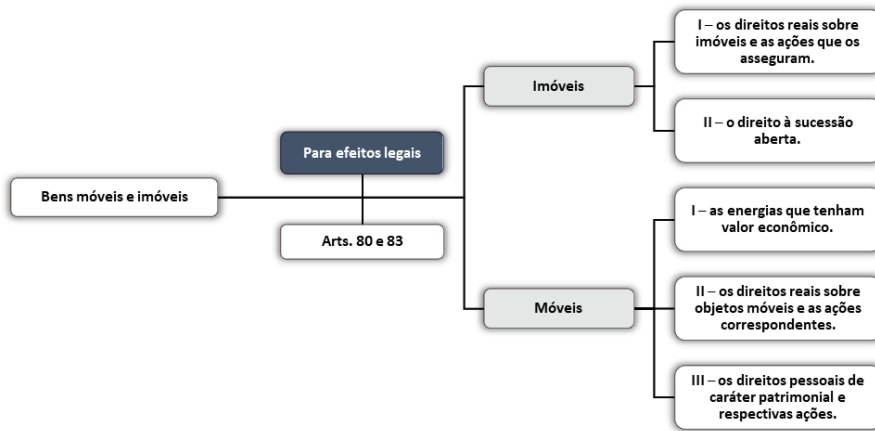 Bens móveis e imóveis
Para efeitos legais
Arts. 80 e 83
Imóveis
I – os direitos reais sobre
imóveis e as ações que os
asseguram.
II – o direito à sucessão
aberta.
Móveis
I – as energias que tenham
valor econômico.
II – os direitos reais sobre
objetos móveis e as ações
correspondentes.
III – os direitos pessoais de
caráter patrimonial e
respectivas ações.